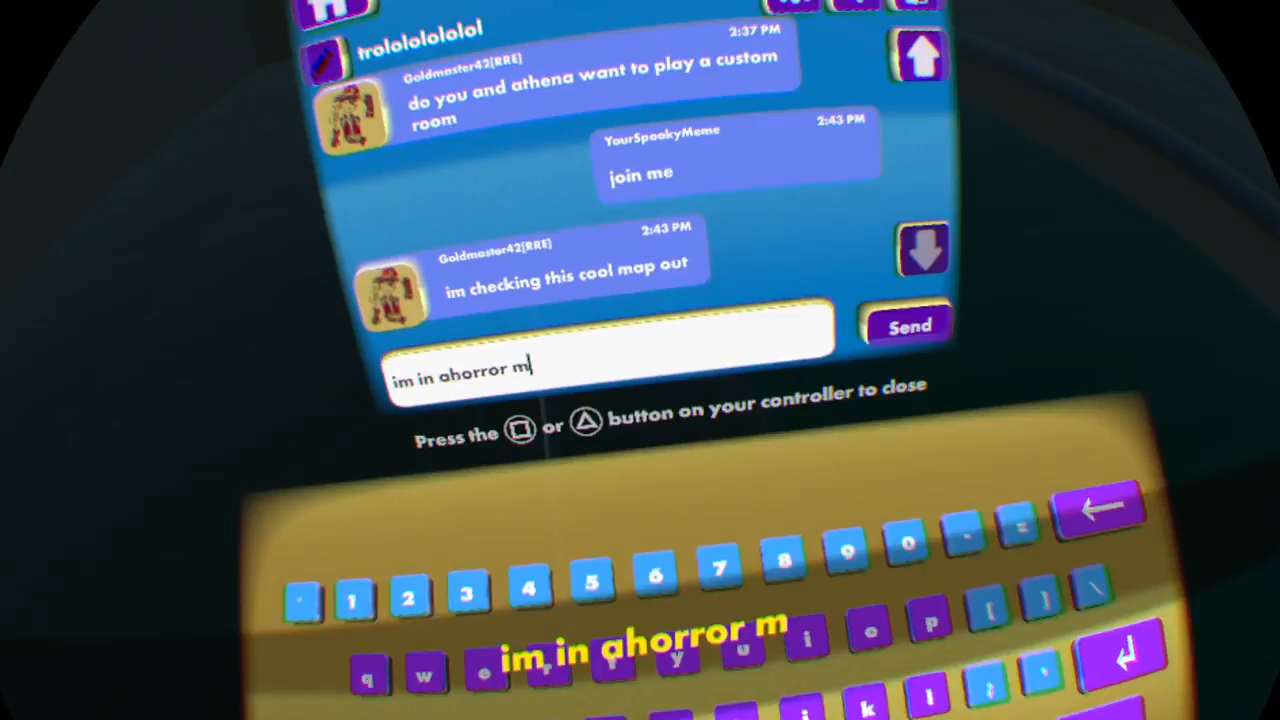 trolololololol
Goldmaster42[RRE] 2:37 PM
do you and athena want to play a custom
room
YourSpookyMeme 2:43 PM
join me
Goldmaster42[RRE] 2:43 PM
im checking this cool map out
im in ahorror m
Send
Press the □ or △ button on your controller to close
1 2 3 4 5 6 7 8 9 0 - =
im in ahorror m
q w e r y u i o p [ ] \
j k l ;